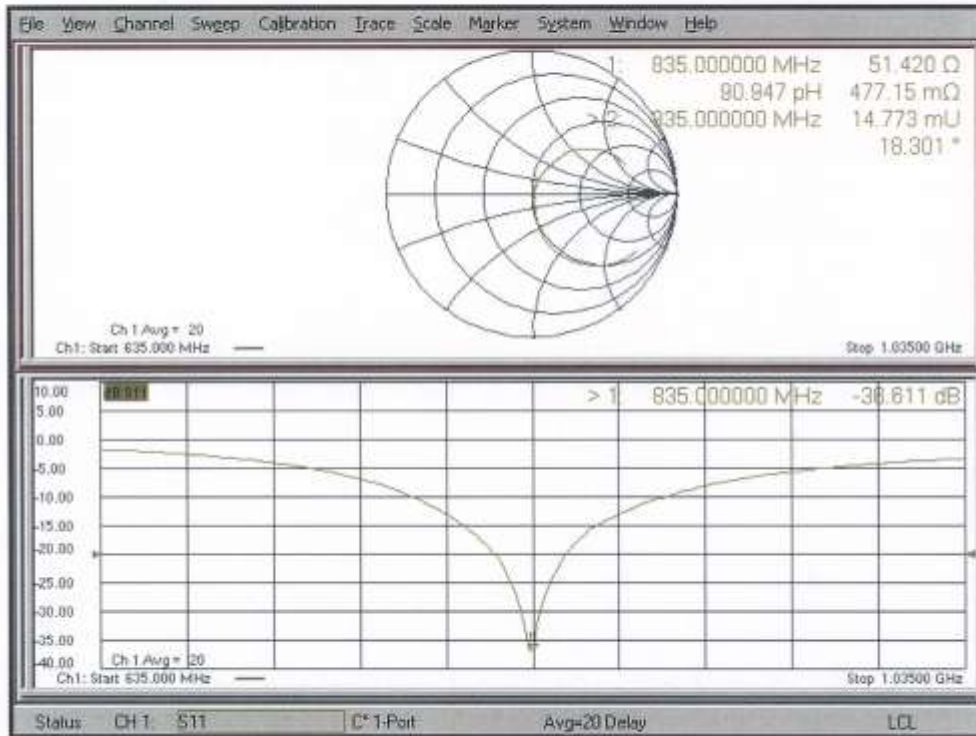 File View Channel Sweep Calibration Trace Scale Marker System Window Help
1: 835.000000 MHz 51.420 Ω
90.947 pH 477.15 mΩ
> 2: 835.000000 MHz 14.773 mU
18.301 °
Ch 1 Avg = 20
Ch1: Start 635.000 MHz
Stop 1.03500 GHz
10.00
> 1: 835.000000 MHz -36.611 dB
5.00
0.00
-5.00
-10.00
-15.00
-20.00
-25.00
-30.00
-35.00
-40.00
Ch 1 Avg = 20
Ch1: Start 635.000 MHz
Stop 1.03500 GHz
Status CH 1: S11 C* 1-Port Avg=20 Delay LCL